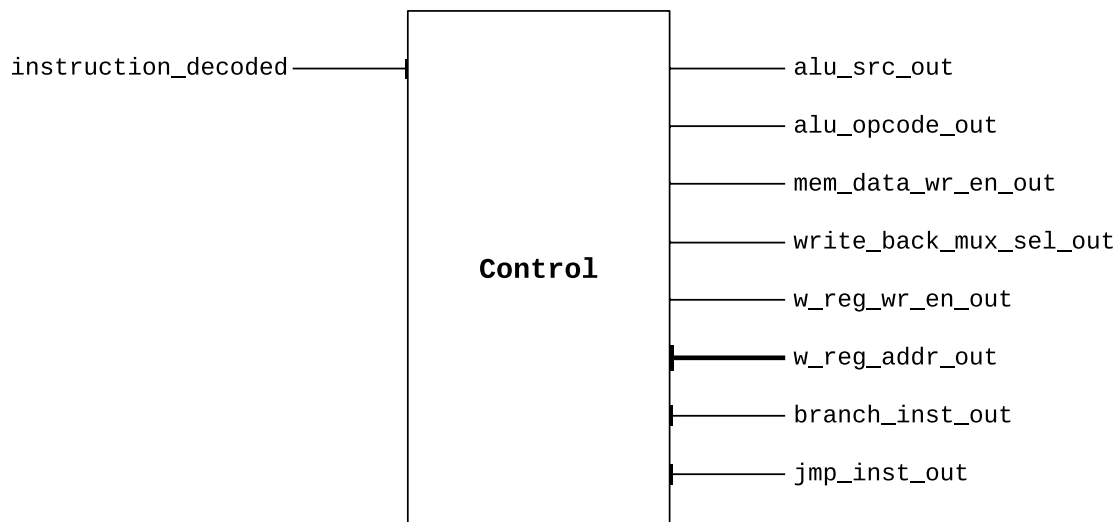 instruction_decoded
alu_src_out
alu_opcode_out
mem_data_wr_en_out
write_back_mux_sel_out
Control
w_reg_wr_en_out
w_reg_addr_out
branch_inst_out
jmp_inst_out